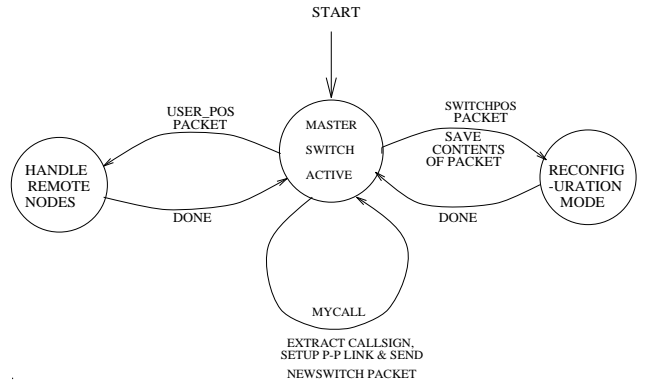 START
USER_POS
PACKET
MASTER
SWITCH
ACTIVE
SWITCHPOS
PACKET
SAVE
CONTENTS
OF PACKET
HANDLE
REMOTE
NODES
RECONFIG
-URATION
MODE
DONE
DONE
MYCALL
EXTRACT CALLSIGN,
SETUP P-P LINK & SEND
NEWSWITCH PACKET